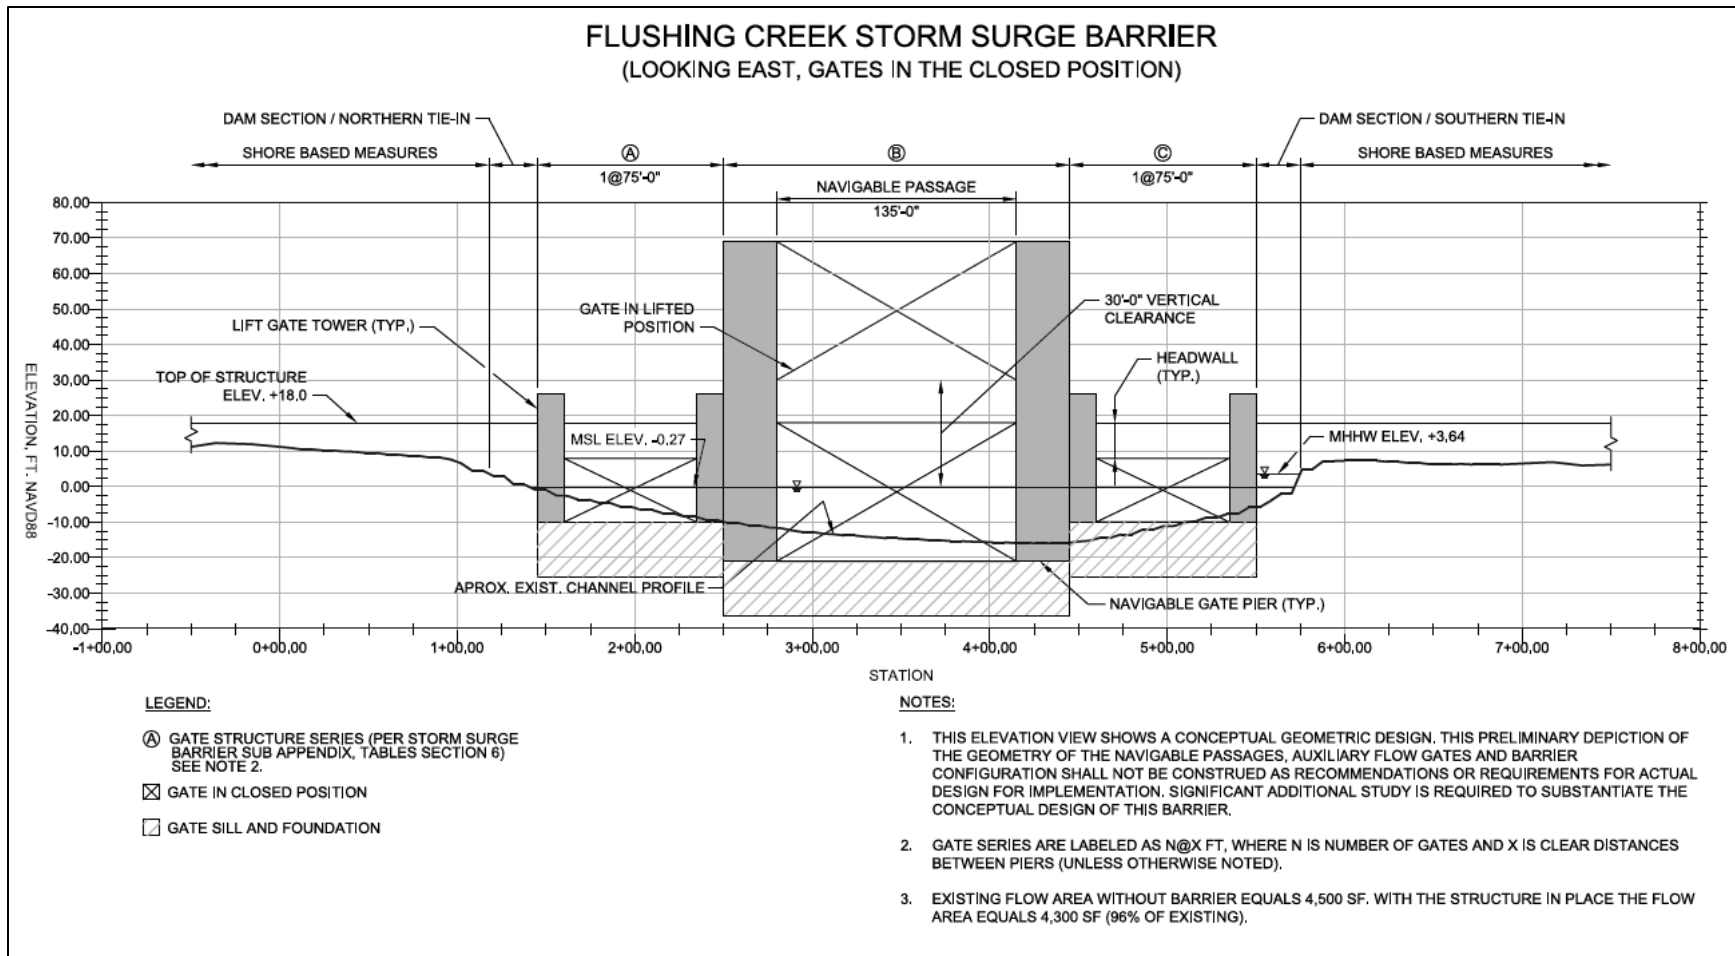 FLUSHING CREEK STORM SURGE BARRIER
(LOOKING EAST, GATES IN THE CLOSED POSITION)
DAM SECTION / NORTHERN TIE-IN
DAM SECTION / SOUTHERN TIE-IN
SHORE BASED MEASURES
A
B
C
SHORE BASED MEASURES
1@75'-0"
1@75'-0"
NAVIGABLE PASSAGE
135'-0"
80.00
70.00
60.00
50.00
40.00
30.00
20.00
10.00
0.00
-10.00
-20.00
-30.00
-40.00
ELEVATION, FT. NAVD88
GATE IN LIFTED
POSITION
30'-0" VERTICAL
CLEARANCE
LIFT GATE TOWER (TYP.)
HEADWALL
(TYP.)
TOP OF STRUCTURE
ELEV. +18.0
MSL ELEV. -0.27
MHHW ELEV. +3.64
APROX. EXIST. CHANNEL PROFILE
NAVIGABLE GATE PIER (TYP.)
-1+00.00
0+00.00
1+00.00
2+00.00
3+00.00
4+00.00
5+00.00
6+00.00
7+00.00
8+00.00
STATION
LEGEND:
A GATE STRUCTURE SERIES (PER STORM SURGE
BARRIER SUB APPENDIX, TABLES SECTION 6)
SEE NOTE 2.
GATE IN CLOSED POSITION
GATE SILL AND FOUNDATION
NOTES:
1. THIS ELEVATION VIEW SHOWS A CONCEPTUAL GEOMETRIC DESIGN. THIS PRELIMINARY DEPICTION OF
THE GEOMETRY OF THE NAVIGABLE PASSAGES, AUXILIARY FLOW GATES AND BARRIER
CONFIGURATION SHALL NOT BE CONSTRUED AS RECOMMENDATIONS OR REQUIREMENTS FOR ACTUAL
DESIGN FOR IMPLEMENTATION. SIGNIFICANT ADDITIONAL STUDY IS REQUIRED TO SUBSTANTIATE THE
CONCEPTUAL DESIGN OF THIS BARRIER.
2. GATE SERIES ARE LABELED AS N@X FT, WHERE N IS NUMBER OF GATES AND X IS CLEAR DISTANCES
BETWEEN PIERS (UNLESS OTHERWISE NOTED).
3. EXISTING FLOW AREA WITHOUT BARRIER EQUALS 4,500 SF. WITH THE STRUCTURE IN PLACE THE FLOW
AREA EQUALS 4,300 SF (96% OF EXISTING).